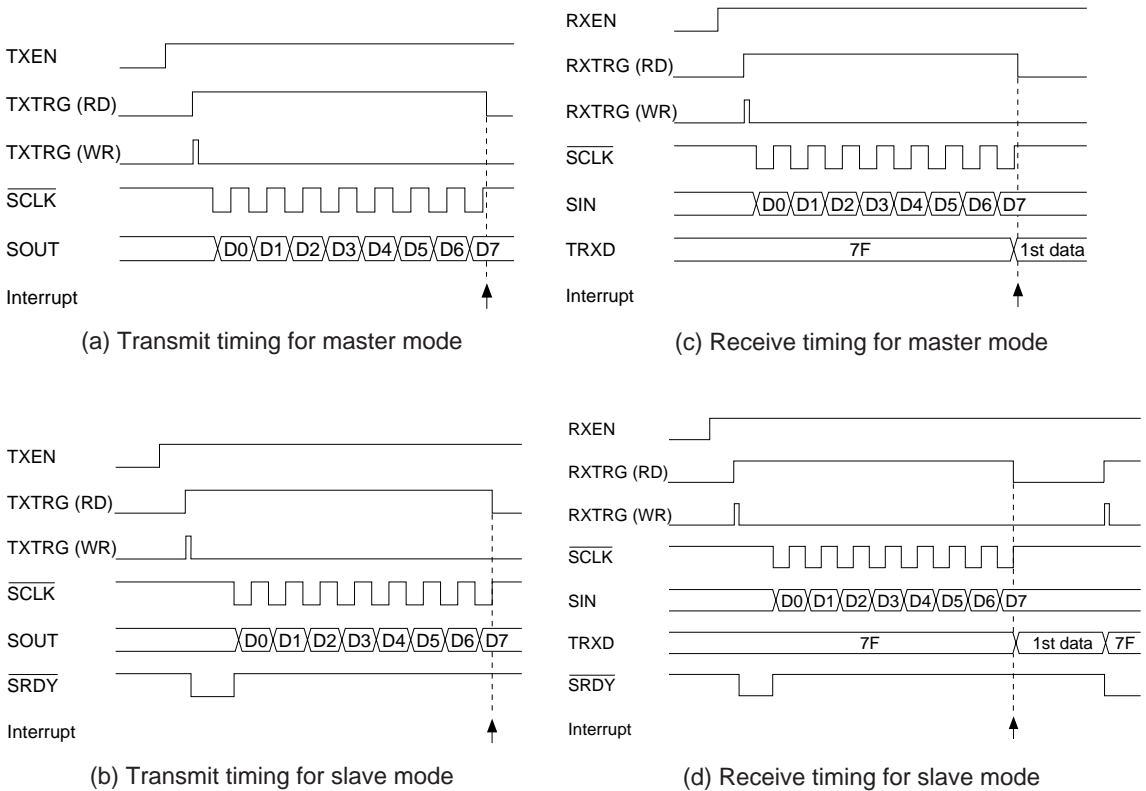 TXEN
TXTRG (RD)
TXTRG (WR)
SCLK
SOUT D0 D1 D2 D3 D4 D5 D6 D7
Interrupt
(a) Transmit timing for master mode
RXEN
RXTRG (RD)
RXTRG (WR)
SCLK
SIN D0 D1 D2 D3 D4 D5 D6 D7
TRXD 7F 1st data
Interrupt
(c) Receive timing for master mode
TXEN
TXTRG (RD)
TXTRG (WR)
SCLK
SOUT D0 D1 D2 D3 D4 D5 D6 D7
SRDY
Interrupt
(b) Transmit timing for slave mode
RXEN
RXTRG (RD)
RXTRG (WR)
SCLK
SIN D0 D1 D2 D3 D4 D5 D6 D7
TRXD 7F 1st data 7F
SRDY
Interrupt
(d) Receive timing for slave mode